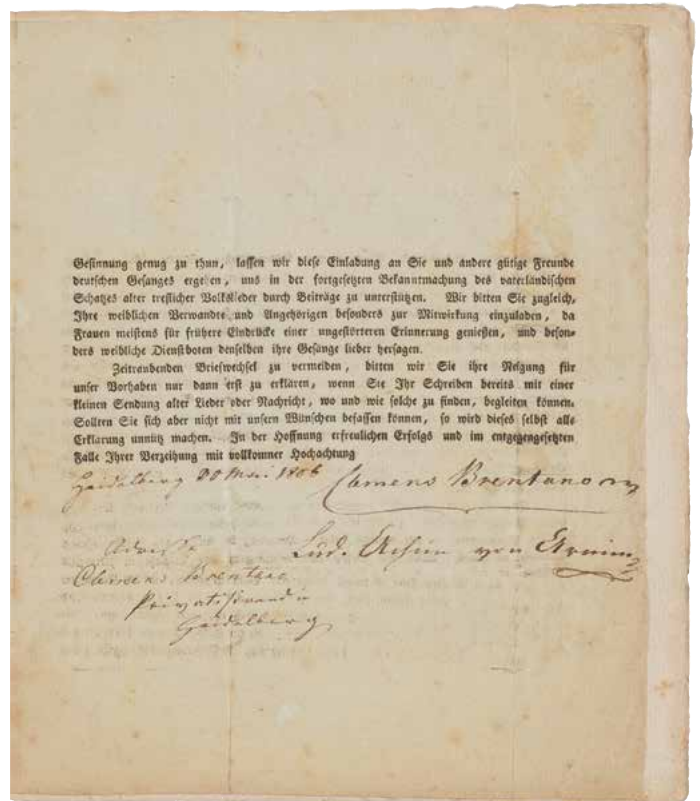 Gesinnung genug zu thun, lassen wir diese Einladung an Sie und andere gütige Freunde
deutschen Gesanges ergehen, uns in der fortgesetzten Bekanntmachung des vaterländischen
Schatzes alter treflicher Volkslieder durch Beiträge zu unterstützen. Wir bitten Sie zugleich,
Ihre weiblichen Verwandte und Angehörigen besonders zur Mitwirkung einzuladen, da
Frauen meistens für frühere Eindrücke einer ungestörteren Erinnerung genießen, und beson-
ders weibliche Dienstboten denselben ihre Gesänge lieber hersagen.
Zeitraubenden Briefwechsel zu vermeiden, bitten wir Sie ihre Neigung für
unser Vorhaben nur dann erst zu erklären, wenn Sie Ihr Schreiben bereits mit einer
kleinen Sendung alter Lieder oder Nachricht, wo und wie solche zu finden, begleiten können.
Sollten Sie sich aber nicht mit unsern Wünschen befassen können, so wird dieses selbst alle
Erklärung unnütz machen. In der Hoffnung erfreulichen Erfolgs und im entgegengesetzten
Falle Ihrer Verzeihung mit vollkomner Hochachtung
Heidelberg Mai 1806 Clemens Brentano
Lud. Achim von Arnim
Adresse
Clemens Brentano
Privatisirend in
Heidelberg